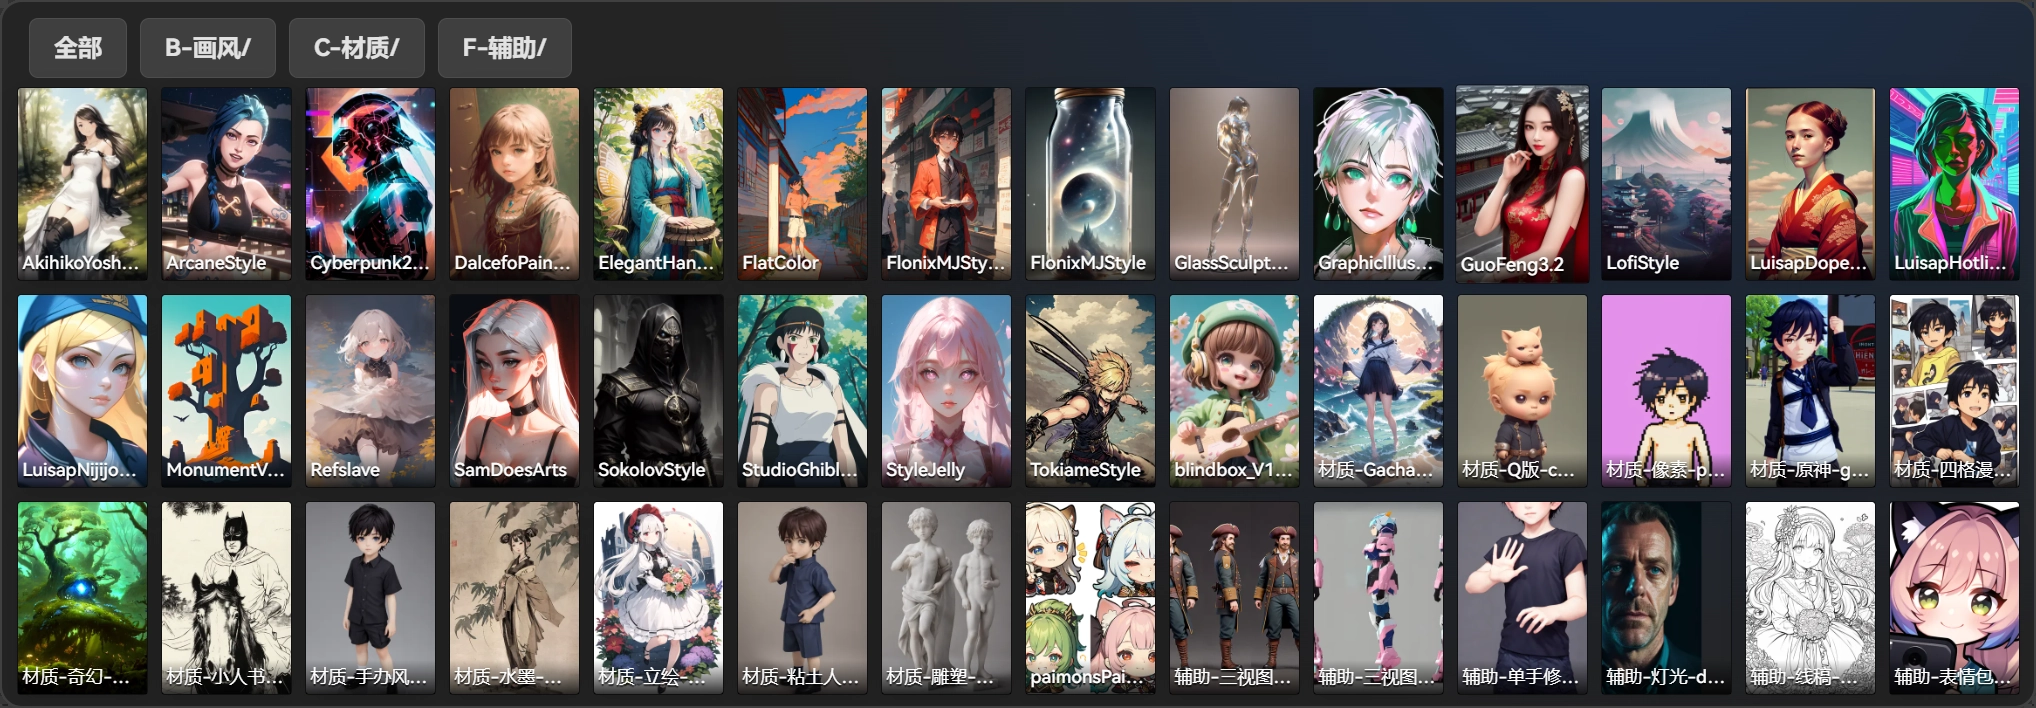 全部 B-画风/ C-材质/ F-辅助/
AkihikoYosh... ArcaneStyle Cyberpunk2... DalcefoPain... ElegantHan... FlatColor FlonixMJSty... FlonixMJStyle GlassSculpt... GraphicIllus... GuoFeng3.2 LofiStyle LuisapDope... LuisapHotli...
LuisapNijijo... MonumentV... Refslave SamDoesArts SokolovStyle StudioGhibl... StyleJelly TokiameStyle blindbox_V1... 材质-Gacha... 材质-Q版-c... 材质-像素-p... 材质-原神-g... 材质-四格漫...
材质-奇幻-... 材质-小人书... 材质-手办风... 材质-水墨-... 材质-立绘-... 材质-粘土人... 材质-雕塑-... paimonsPai... 辅助-三视图... 辅助-三视图... 辅助-单手修... 辅助-灯光-d... 辅助-线稿-... 辅助-表情包...